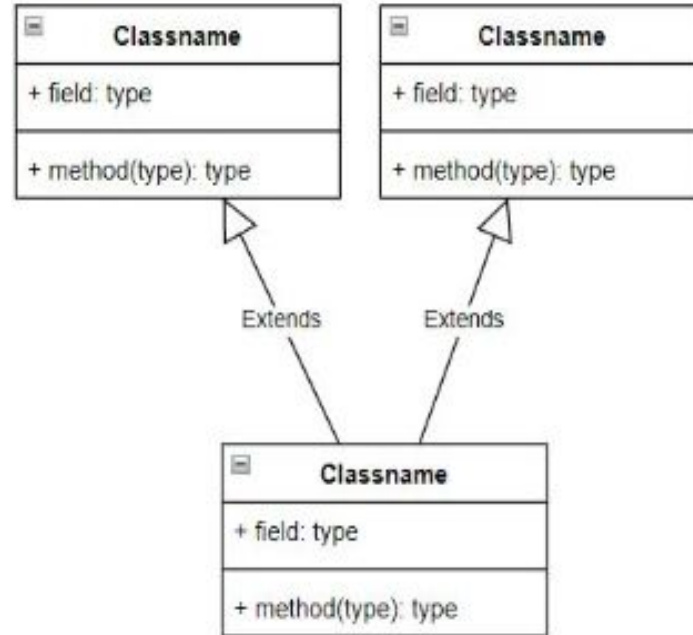 Classname
+ field: type
+ method(type): type
Classname
+ field: type
+ method(type): type
Extends
Extends
Classname
+ field: type
+ method(type): type